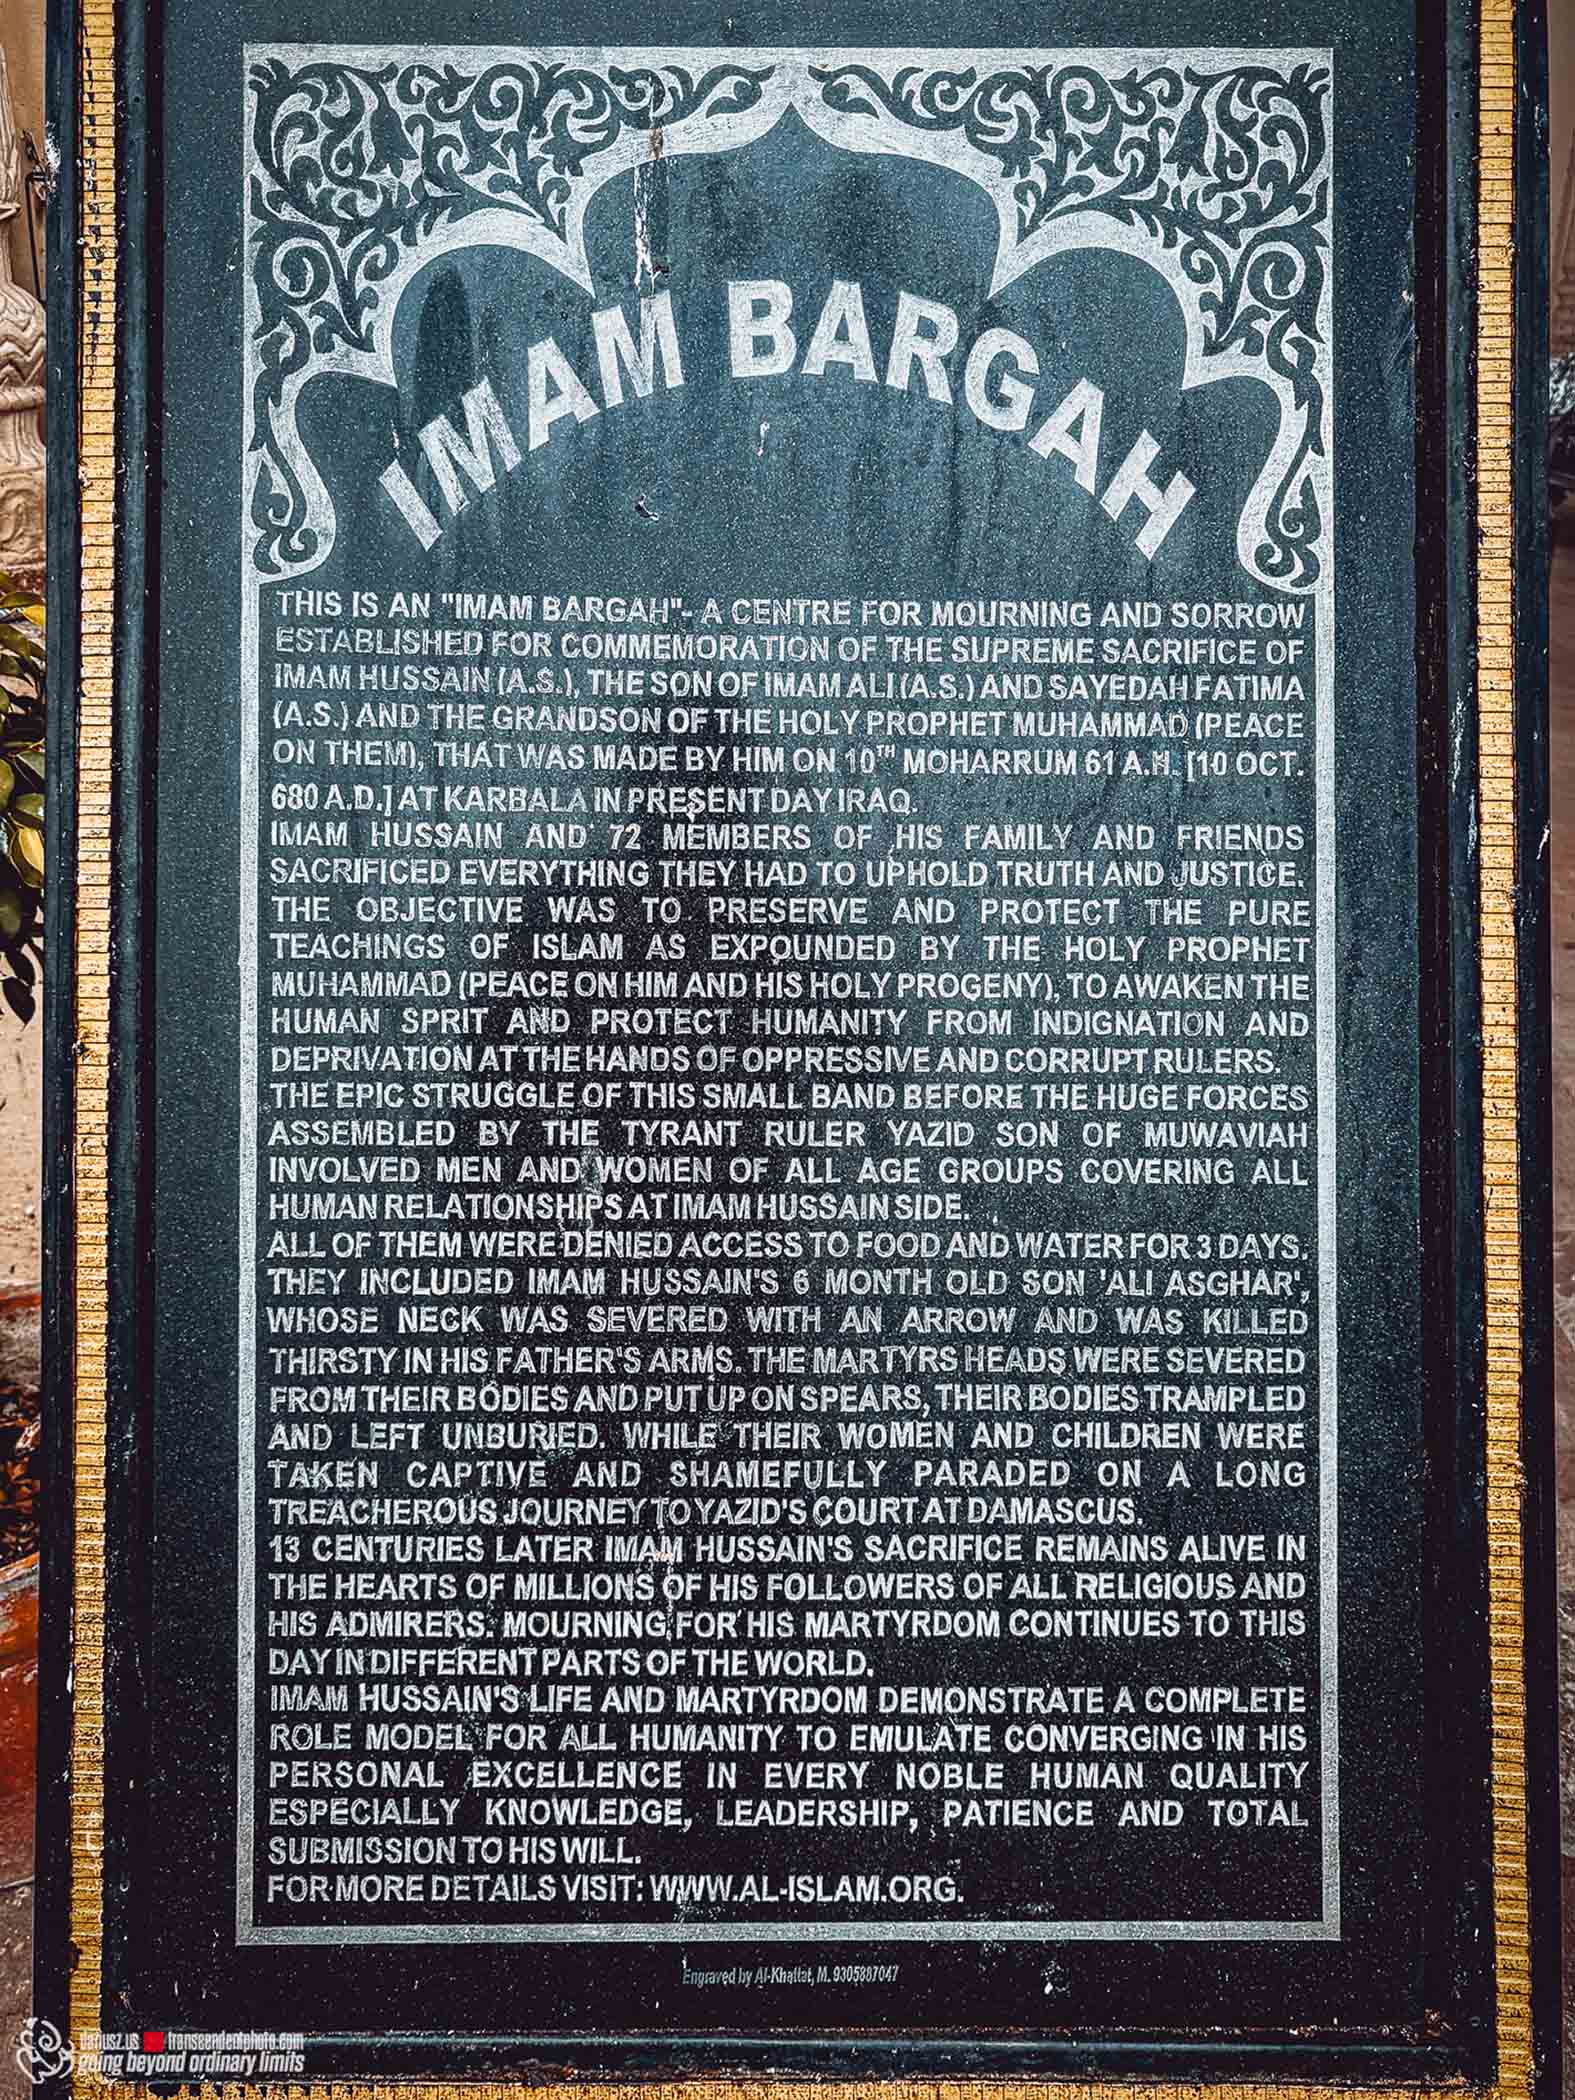 IMAM BARGAH
THIS IS AN "IMAM BARGAH"- A CENTRE FOR MOURNING AND SORROW
ESTABLISHED FOR COMMEMORATION OF THE SUPREME SACRIFICE OF
IMAM HUSSAIN (A.S.), THE SON OF IMAM ALI (A.S.) AND SAYEDAH FATIMA
(A.S.) AND THE GRANDSON OF THE HOLY PROPHET MUHAMMAD (PEACE
ON THEM), THAT WAS MADE BY HIM ON 10TH MOHARRUM 61 A.H. [10 OCT.
680 A.D.] AT KARBALA IN PRESENT DAY IRAQ.
IMAM HUSSAIN AND 72 MEMBERS OF HIS FAMILY AND FRIENDS
SACRIFICED EVERYTHING THEY HAD TO UPHOLD TRUTH AND JUSTICE.
THE OBJECTIVE WAS TO PRESERVE AND PROTECT THE PURE
TEACHINGS OF ISLAM AS EXPOUNDED BY THE HOLY PROPHET
MUHAMMAD (PEACE ON HIM AND HIS HOLY PROGENY), TO AWAKEN THE
HUMAN SPRIT AND PROTECT HUMANITY FROM INDIGNATION AND
DEPRIVATION AT THE HANDS OF OPPRESSIVE AND CORRUPT RULERS.
THE EPIC STRUGGLE OF THIS SMALL BAND BEFORE THE HUGE FORCES
ASSEMBLED BY THE TYRANT RULER YAZID SON OF MUWAVIAH
INVOLVED MEN AND WOMEN OF ALL AGE GROUPS COVERING ALL
HUMAN RELATIONSHIPS AT IMAM HUSSAIN SIDE.
ALL OF THEM WERE DENIED ACCESS TO FOOD AND WATER FOR 3 DAYS.
THEY INCLUDED IMAM HUSSAIN'S 6 MONTH OLD SON 'ALI ASGHAR',
WHOSE NECK WAS SEVERED WITH AN ARROW AND WAS KILLED
THIRSTY IN HIS FATHER'S ARMS. THE MARTYRS HEADS WERE SEVERED
FROM THEIR BODIES AND PUT UP ON SPEARS, THEIR BODIES TRAMPLED
AND LEFT UNBURIED. WHILE THEIR WOMEN AND CHILDREN WERE
TAKEN CAPTIVE AND SHAMEFULLY PARADED ON A LONG
TREACHEROUS JOURNEY TO YAZID'S COURT AT DAMASCUS.
13 CENTURIES LATER IMAM HUSSAIN'S SACRIFICE REMAINS ALIVE IN
THE HEARTS OF MILLIONS OF HIS FOLLOWERS OF ALL RELIGIOUS AND
HIS ADMIRERS. MOURNING FOR HIS MARTYRDOM CONTINUES TO THIS
DAY IN DIFFERENT PARTS OF THE WORLD.
IMAM HUSSAIN'S LIFE AND MARTYRDOM DEMONSTRATE A COMPLETE
ROLE MODEL FOR ALL HUMANITY TO EMULATE CONVERGING IN HIS
PERSONAL EXCELLENCE IN EVERY NOBLE HUMAN QUALITY
ESPECIALLY KNOWLEDGE, LEADERSHIP, PATIENCE AND TOTAL
SUBMISSION TO HIS WILL.
FOR MORE DETAILS VISIT: WWW.AL-ISLAM.ORG.
Engraved by Al-Khattat, M. 9305887047
dariusz.us transcendentphoto.com
going beyond ordinary limits